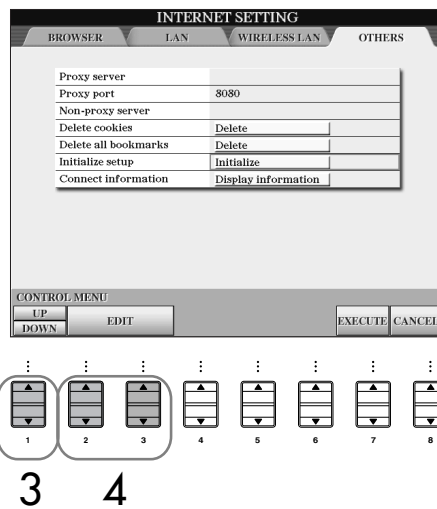 INTERNET SETTING
BROWSER LAN WIRELESS LAN OTHERS
Proxy server
Proxy port 8080
Non-proxy server
Delete cookies Delete
Delete all bookmarks Delete
Initialize setup Initialize
Connect information Display information
CONTROL MENU
UP
DOWN
EDIT
EXECUTE
CANCEL
1 2 3 4 5 6 7 8
3 4